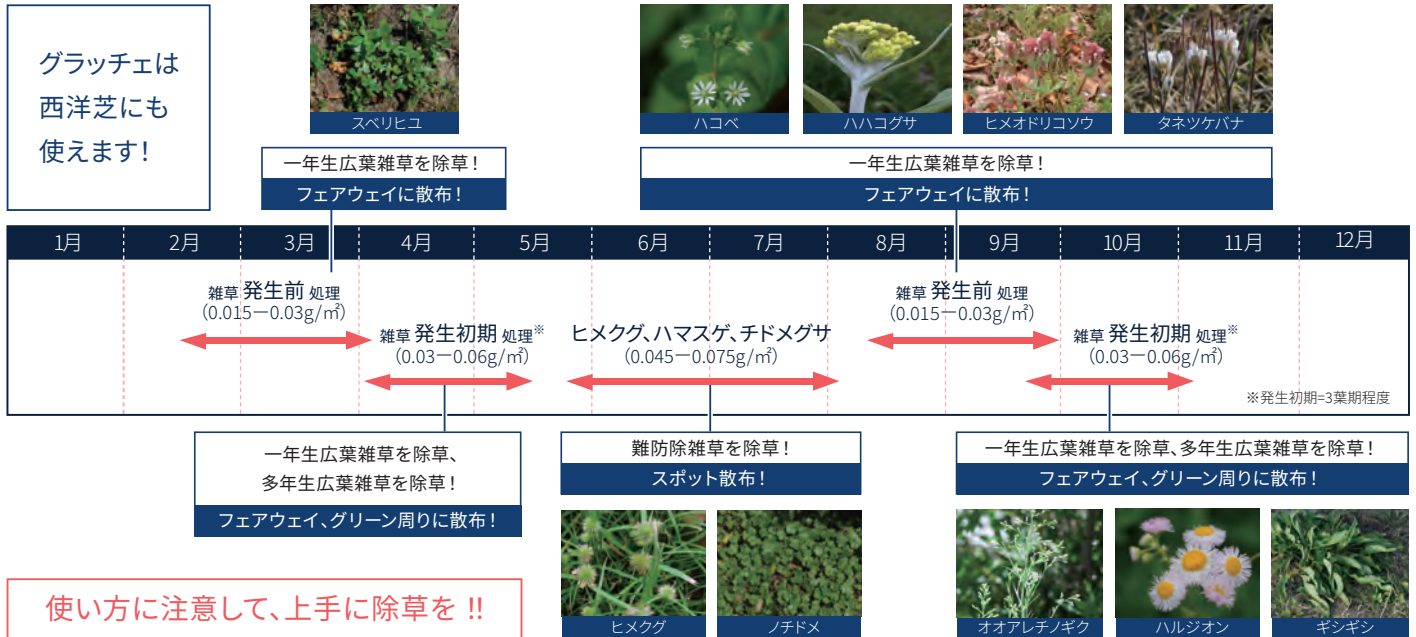 グラッチェは
西洋芝にも
使えます!
スベリヒユ
ハコベ
ハハコグサ
ヒメオドリコソウ
タネツケバナ
一年生広葉雑草を除草!
フェアウェイに散布!
一年生広葉雑草を除草!
フェアウェイに散布!
1月 2月 3月 4月 5月 6月 7月 8月 9月 10月 11月 12月
雑草 発生前 処理
(0.015ー0.03g/㎡)
雑草 発生初期 処理※
(0.03ー0.06g/㎡)
ヒメクグ、ハマスゲ、チドメグサ
(0.045ー0.075g/㎡)
雑草 発生前 処理
(0.015ー0.03g/㎡)
雑草 発生初期 処理※
(0.03ー0.06g/㎡)
※発生初期=3葉期程度
一年生広葉雑草を除草、
多年生広葉雑草を除草!
フェアウェイ、グリーン周りに散布!
難防除雑草を除草!
スポット散布!
一年生広葉雑草を除草、多年生広葉雑草を除草!
フェアウェイ、グリーン周りに散布!
使い方に注意して、上手に除草を !!
ヒメクグ
ノチドメ
オオアレチノギク
ハルジオン
ギシギシ